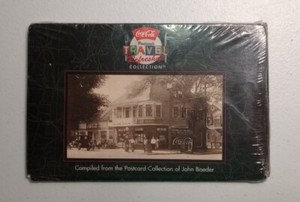 Coca-Cola
TRAVEL
COLLECTION
Compiled from the Postcard Collection of John Baeder